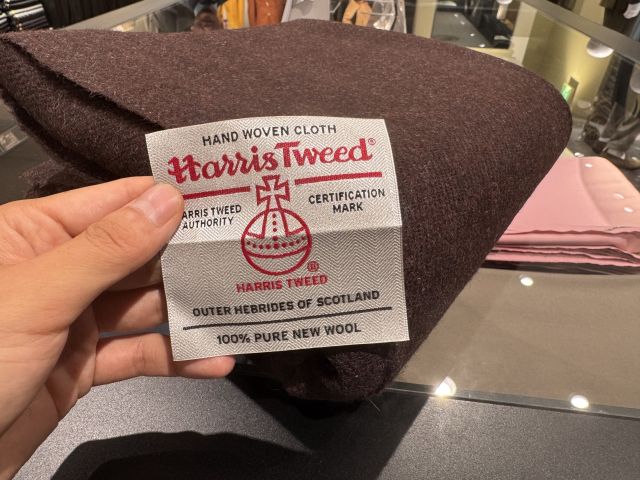 HAND WOVEN CLOTH
Harris Tweed®
ARRIS TWEED
AUTHORITY
CERTIFICATION
MARK
®
HARRIS TWEED
OUTER HEBRIDES OF SCOTLAND
100% PURE NEW WOOL